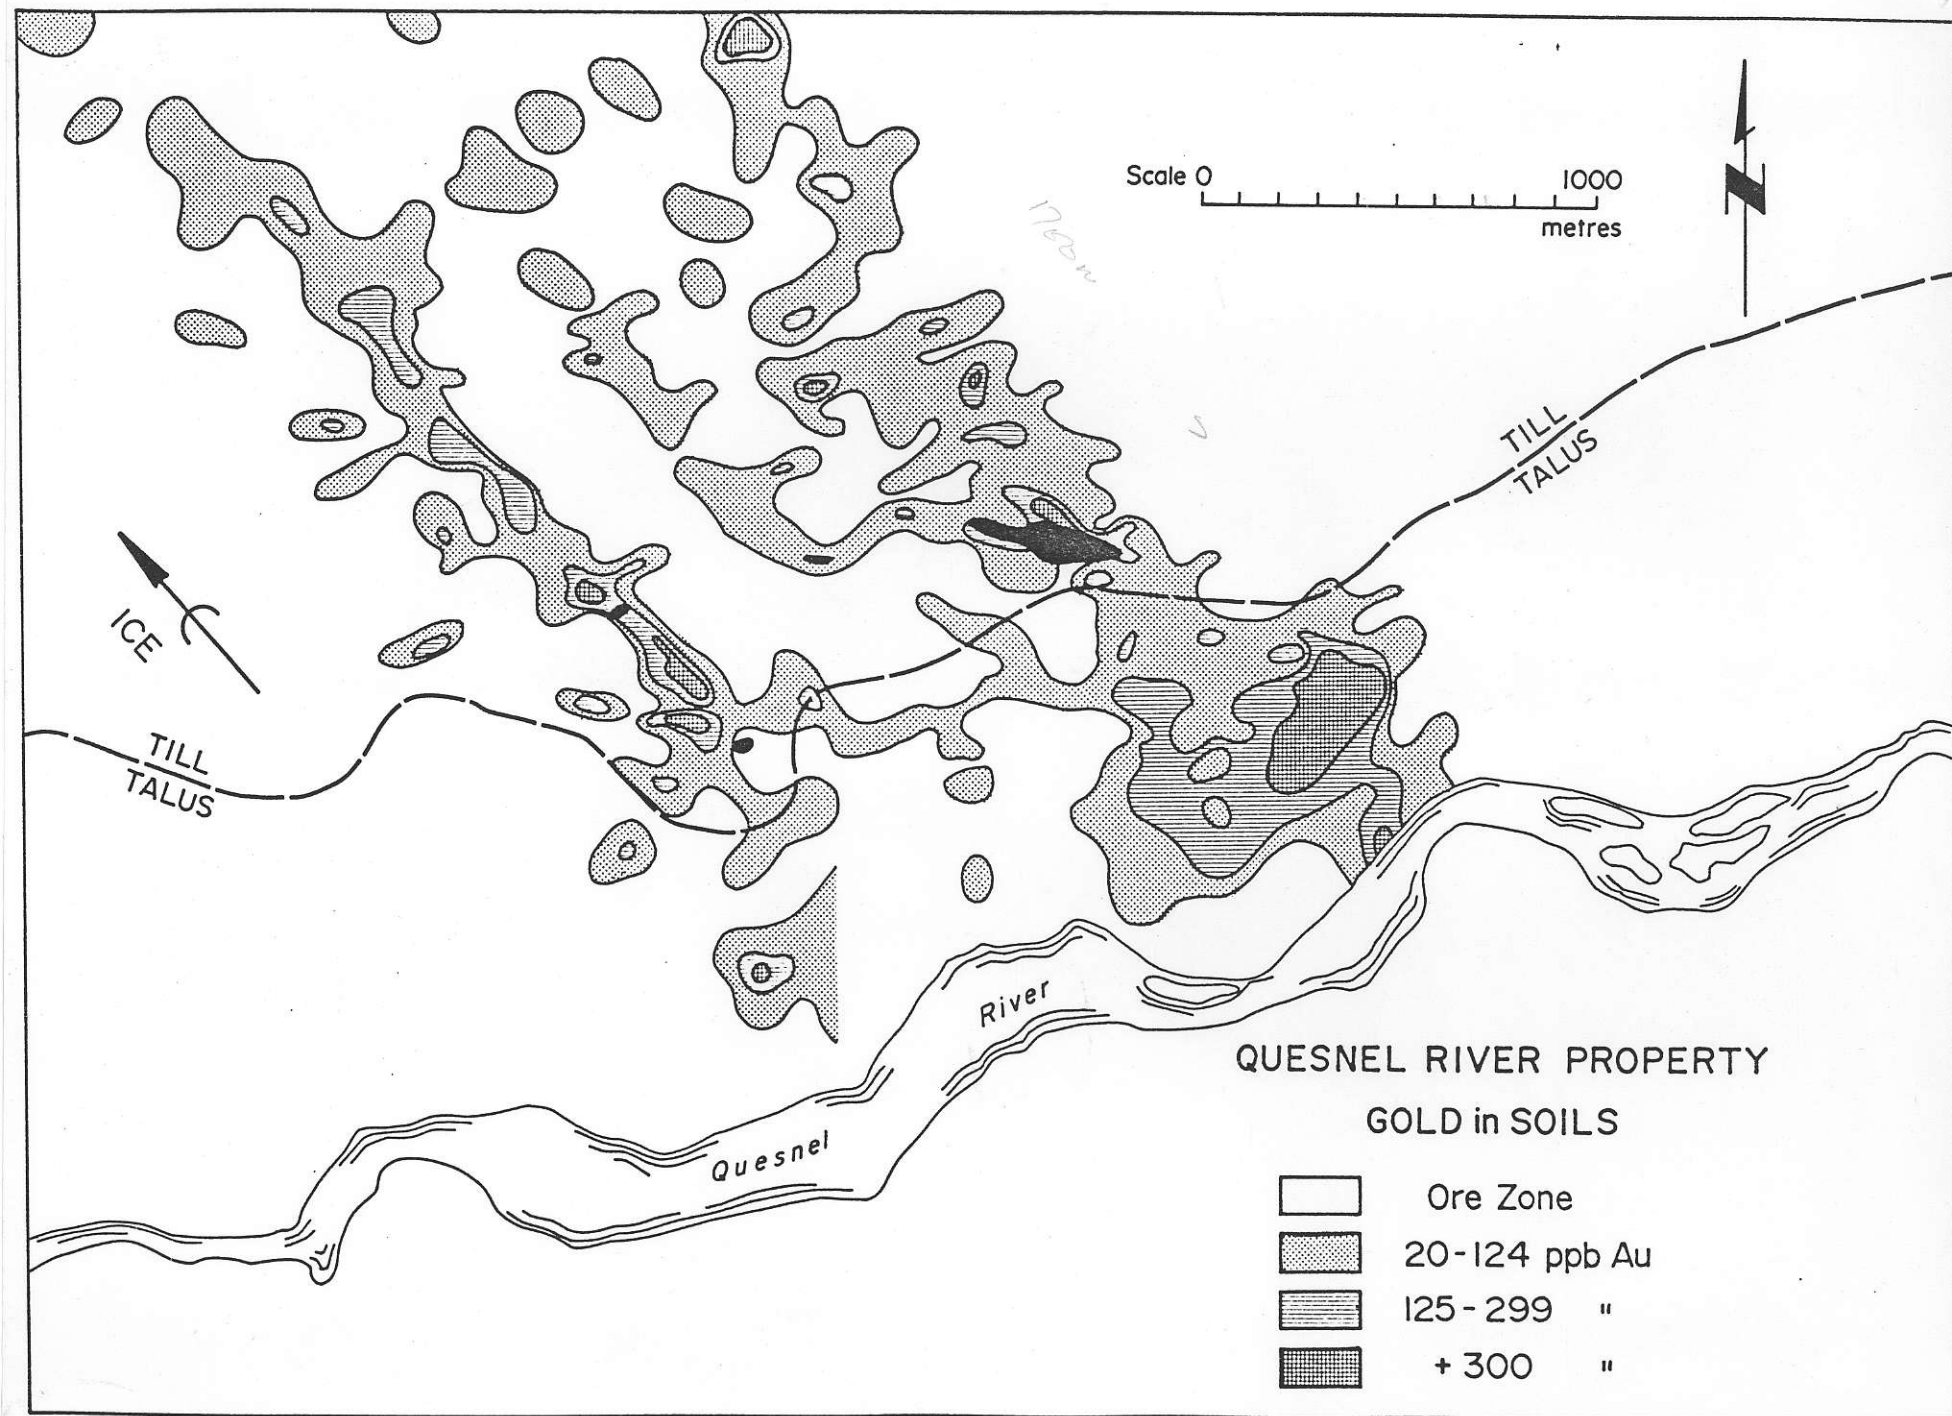 Scale 0 1000
metres
N
TILL
TALUS
ICE
TILL
TALUS
River
Quesnel
QUESNEL RIVER PROPERTY
GOLD in SOILS
Ore Zone
20-124 ppb Au
125-299 "
+300 "